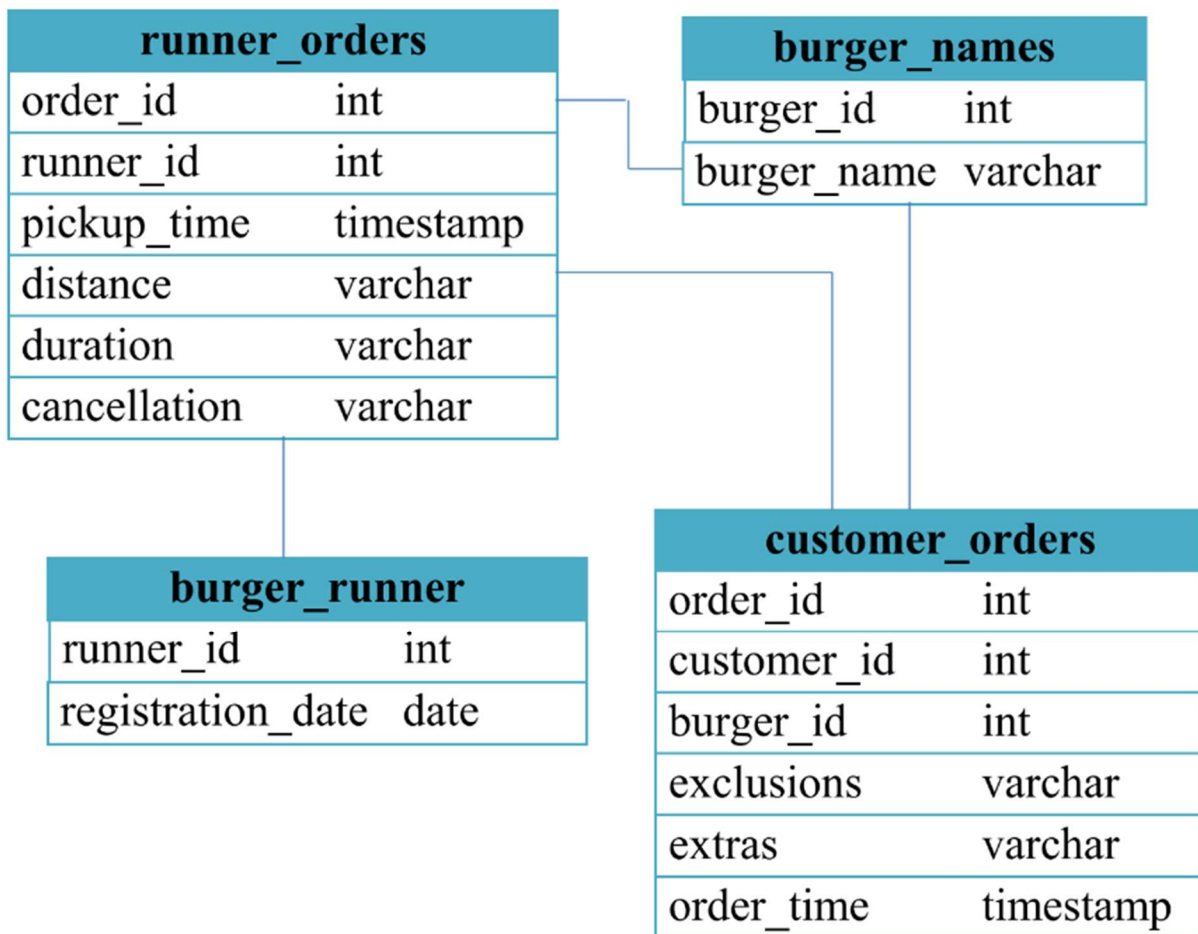 runner_orders
order_id int
runner_id int
pickup_time timestamp
distance varchar
duration varchar
cancellation varchar
burger_names
burger_id int
burger_name varchar
burger_runner
runner_id int
registration_date date
customer_orders
order_id int
customer_id int
burger_id int
exclusions varchar
extras varchar
order_time timestamp